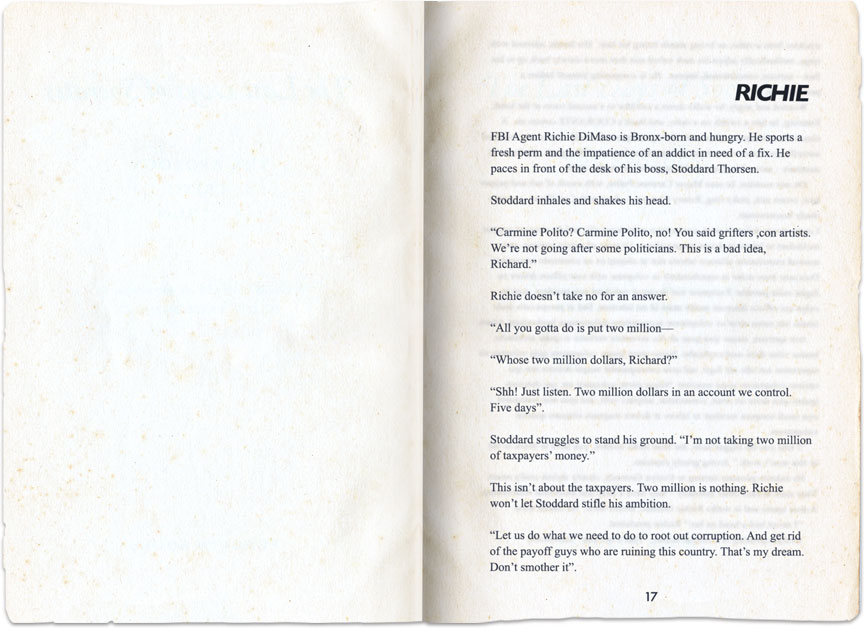 RICHIE
FBI Agent Richie DiMaso is Bronx-born and hungry. He sports a
fresh perm and the impatience of an addict in need of a fix. He
paces in front of the desk of his boss, Stoddard Thorsen.
Stoddard inhales and shakes his head.
“Carmine Polito? Carmine Polito, no! You said grifters ,con artists.
We’re not going after some politicians. This is a bad idea,
Richard.”
Richie doesn’t take no for an answer.
“All you gotta do is put two million—
“Whose two million dollars, Richard?”
“Shh! Just listen. Two million dollars in an account we control.
Five days”.
Stoddard struggles to stand his ground. “I’m not taking two million
of taxpayers’ money.”
This isn’t about the taxpayers. Two million is nothing. Richie
won’t let Stoddard stifle his ambition.
“Let us do what we need to do to root out corruption. And get rid
of the payoff guys who are ruining this country. That’s my dream.
Don’t smother it”.
17